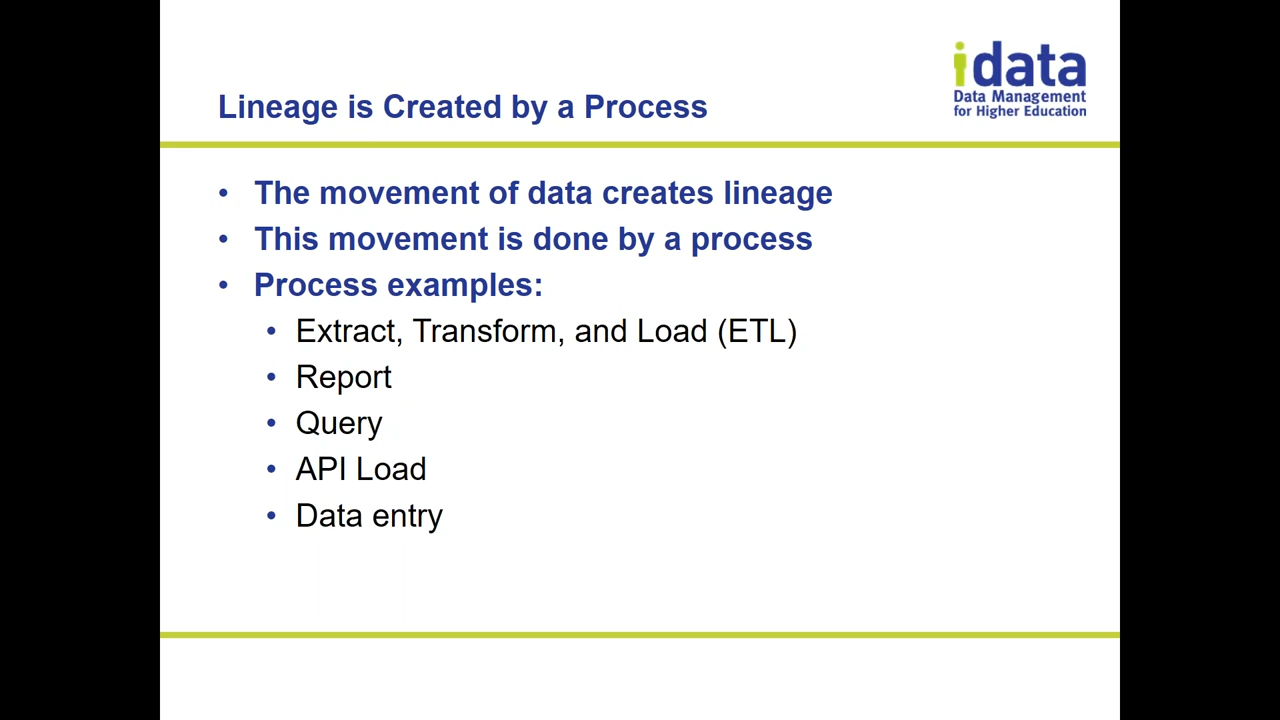 idata
Data Management
for Higher Education
Lineage is Created by a Process
• The movement of data creates lineage
• This movement is done by a process
• Process examples:
• Extract, Transform, and Load (ETL)
• Report
• Query
• API Load
• Data entry